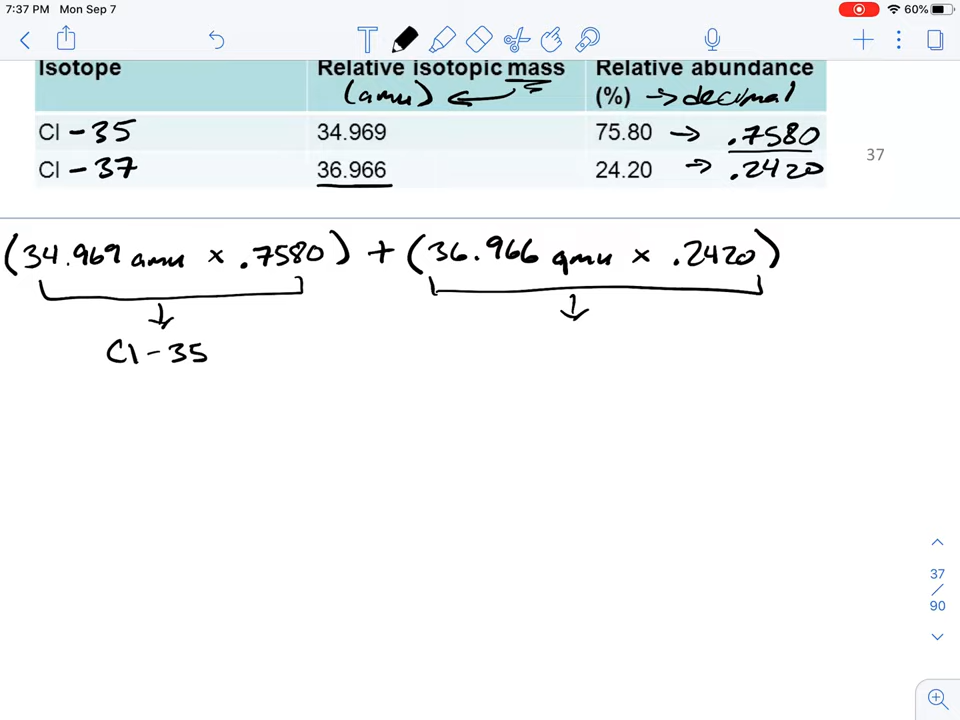 7:37 PM Mon Sep 7
60%
T
Isotope Relative isotopic mass Relative abundance
(amu) (%) → decimal
Cl - 35 34.969 75.80 → .7580
Cl - 37 36.966 24.20 → .2420
37
(34.969 amu × .7580) + (36.966 amu × .2420)
Cl - 35
37
/
90